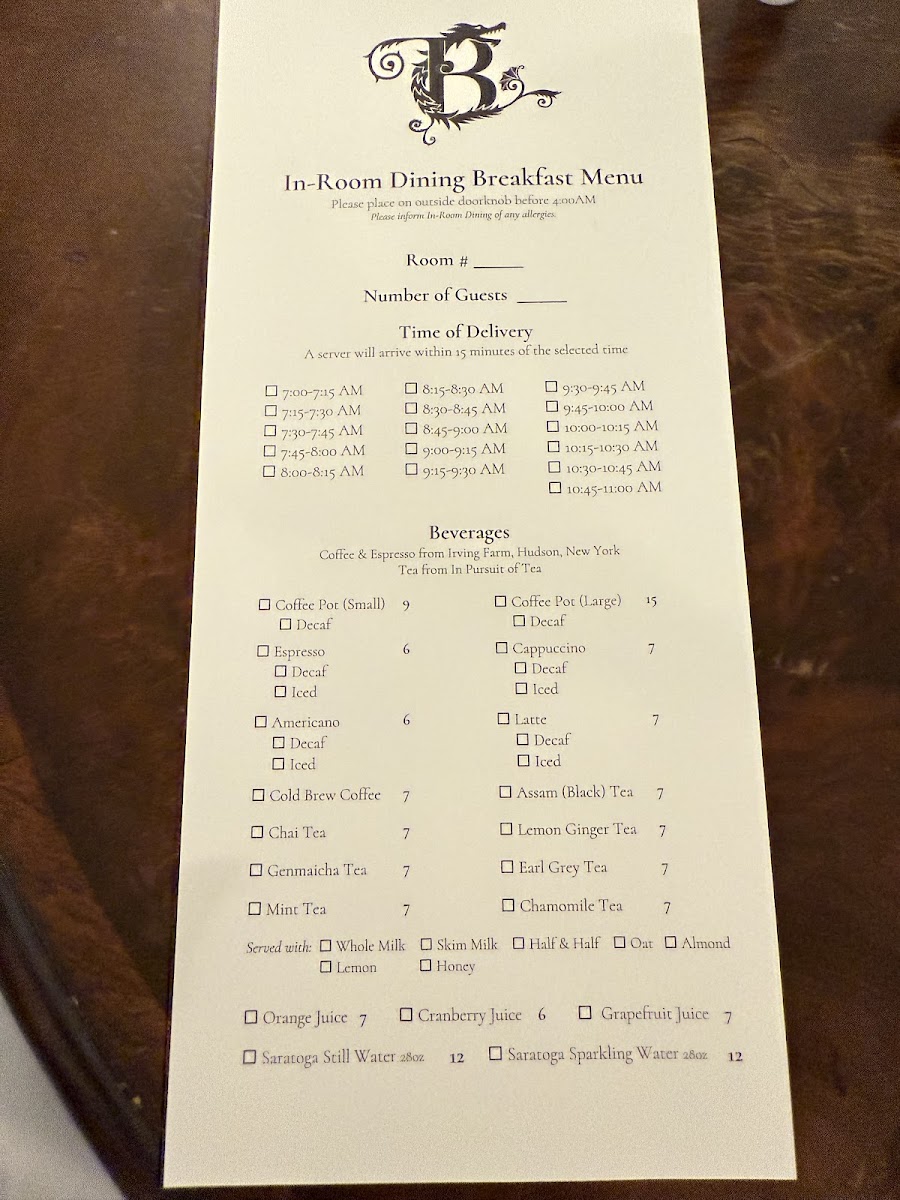 B
In-Room Dining Breakfast Menu
Please place on outside doorknob before 4:00AM
Please inform In-Room Dining of any allergies.
Room # _____
Number of Guests _____
Time of Delivery
A server will arrive within 15 minutes of the selected time
☐ 7:00-7:15 AM ☐ 8:15-8:30 AM ☐ 9:30-9:45 AM
☐ 7:15-7:30 AM ☐ 8:30-8:45 AM ☐ 9:45-10:00 AM
☐ 7:30-7:45 AM ☐ 8:45-9:00 AM ☐ 10:00-10:15 AM
☐ 7:45-8:00 AM ☐ 9:00-9:15 AM ☐ 10:15-10:30 AM
☐ 8:00-8:15 AM ☐ 9:15-9:30 AM ☐ 10:30-10:45 AM
☐ 10:45-11:00 AM
Beverages
Coffee & Espresso from Irving Farm, Hudson, New York
Tea from In Pursuit of Tea
☐ Coffee Pot (Small) 9 ☐ Coffee Pot (Large) 15
☐ Decaf ☐ Decaf
☐ Espresso 6 ☐ Cappuccino 7
☐ Decaf ☐ Decaf
☐ Iced ☐ Iced
☐ Americano 6 ☐ Latte 7
☐ Decaf ☐ Decaf
☐ Iced ☐ Iced
☐ Cold Brew Coffee 7 ☐ Assam (Black) Tea 7
☐ Chai Tea 7 ☐ Lemon Ginger Tea 7
☐ Genmaicha Tea 7 ☐ Earl Grey Tea 7
☐ Mint Tea 7 ☐ Chamomile Tea 7
Served with: ☐ Whole Milk ☐ Skim Milk ☐ Half & Half ☐ Oat ☐ Almond
☐ Lemon ☐ Honey
☐ Orange Juice 7 ☐ Cranberry Juice 6 ☐ Grapefruit Juice 7
☐ Saratoga Still Water 28oz 12 ☐ Saratoga Sparkling Water 28oz 12